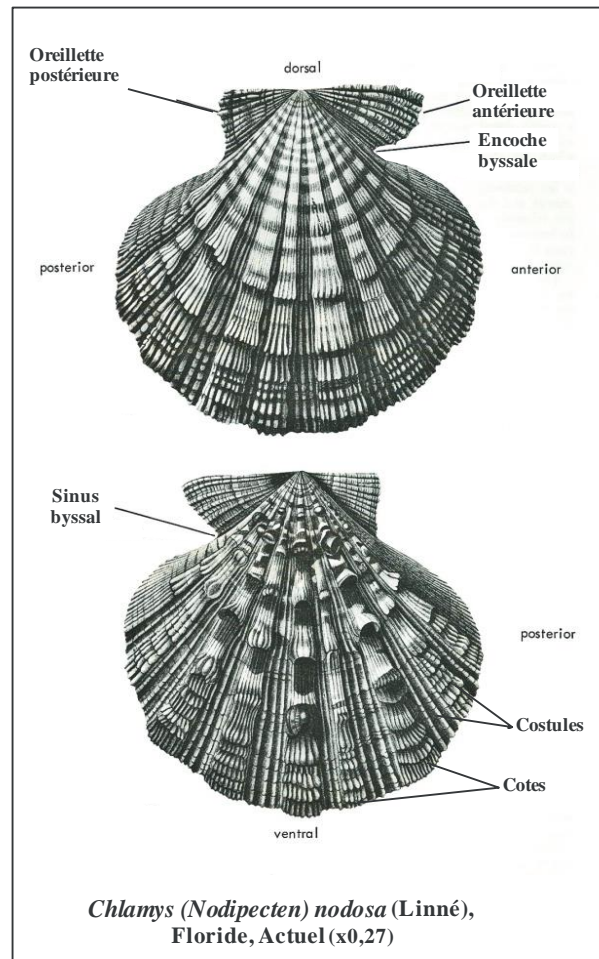 Oreillette
postérieure
dorsal
Oreillette
antérieure
Encoche
byssale
posterior
anterior
Sinus
byssal
posterior
Costules
Cotes
ventral
Chlamys (Nodipecten) nodosa (Linné),
Floride, Actuel (x0,27)